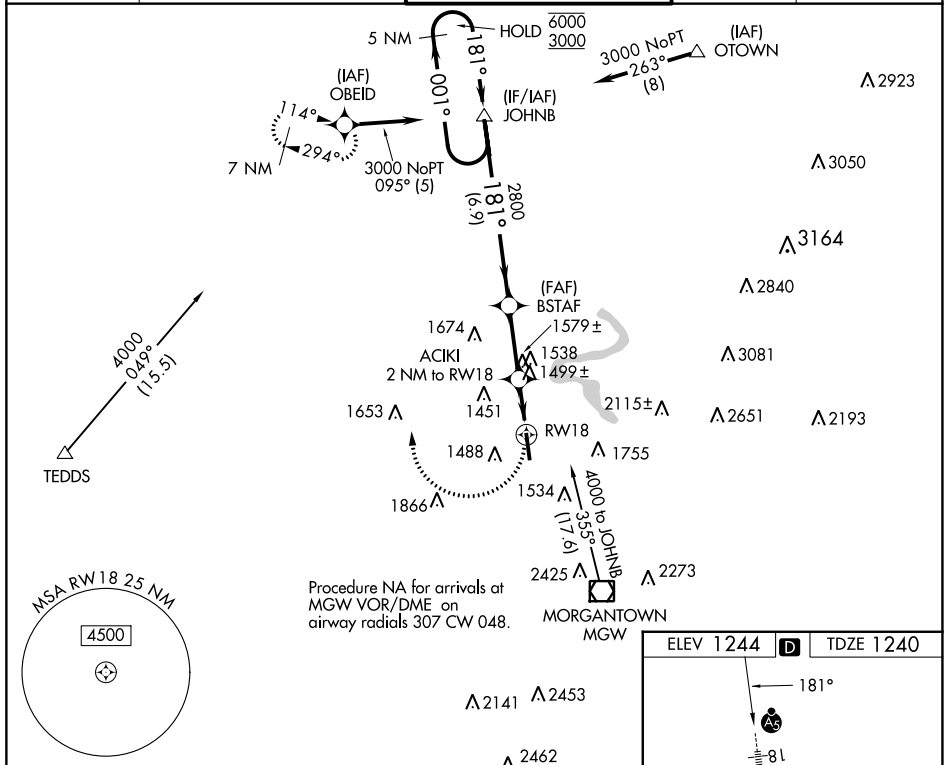 5 NM
HOLD
6000
3000
181°
001°
(IF/IAF)
JOHNB
3000 NoPT
263°
(8)
(IAF)
OTOWN
2923
(IAF)
OBEID
114°
294°
7 NM
3000 NoPT
095° (5)
3050
2800
181°
(6.9)
3164
2840
(FAF)
BSTAF
1579±
1674
1538
3081
ACIKI
2 NM to RW18
1499±
4000
049°
(15.5)
TEDDS
1653
1451
2115±
2651
2193
RW18
1488
1755
1866
1534
4000 to JOHNB
355°
(17.6)
2425
2273
MORGANTOWN
MGW
MSA RW18 25 NM
4500
Procedure NA for arrivals at
MGW VOR/DME on
airway radials 307 CW 048.
2141
2453
2462
ELEV 1244
D
TDZE 1240
181°
A5
18